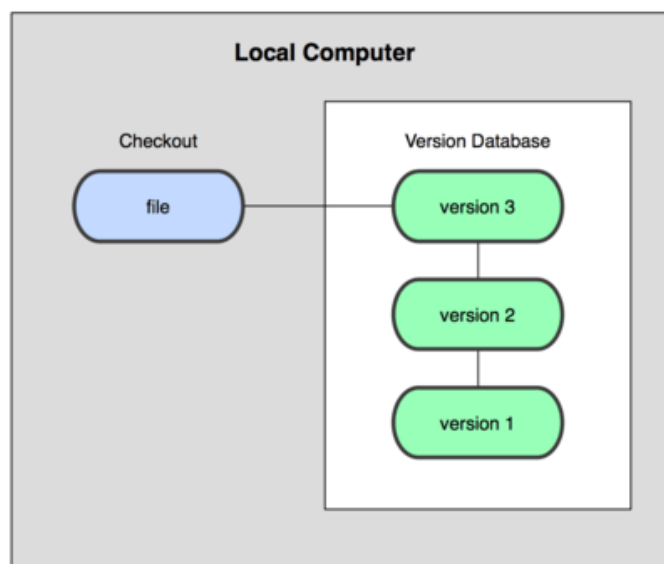 Local Computer
Checkout
Version Database
file
version 3
version 2
version 1